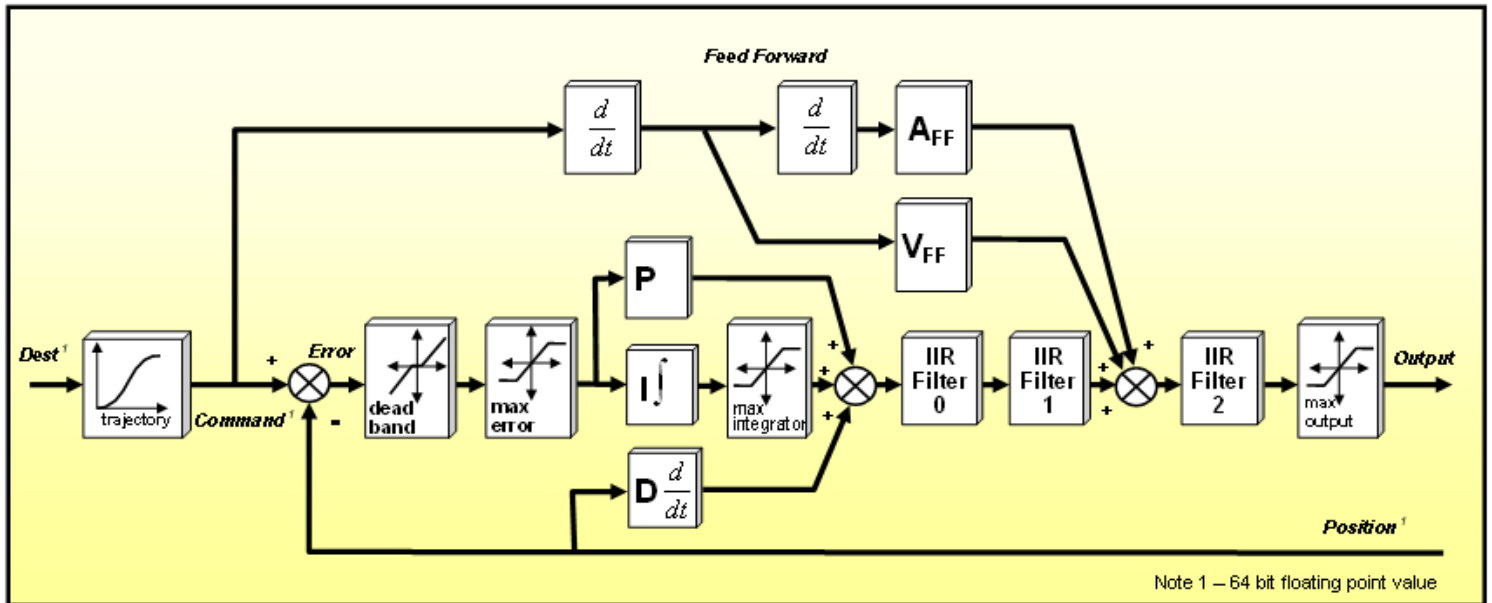 Feed Forward
d
dt
d
dt
A FF
V FF
P
Dest 1
trajectory
+
Command 1
-
Error
dead
band
max
error
I ∫
max
integrator
+
+
+
IIR
Filter
0
IIR
Filter
1
+
+
+
IIR
Filter
2
max
output
Output
D d
dt
Position 1
Note 1 – 64 bit floating point value